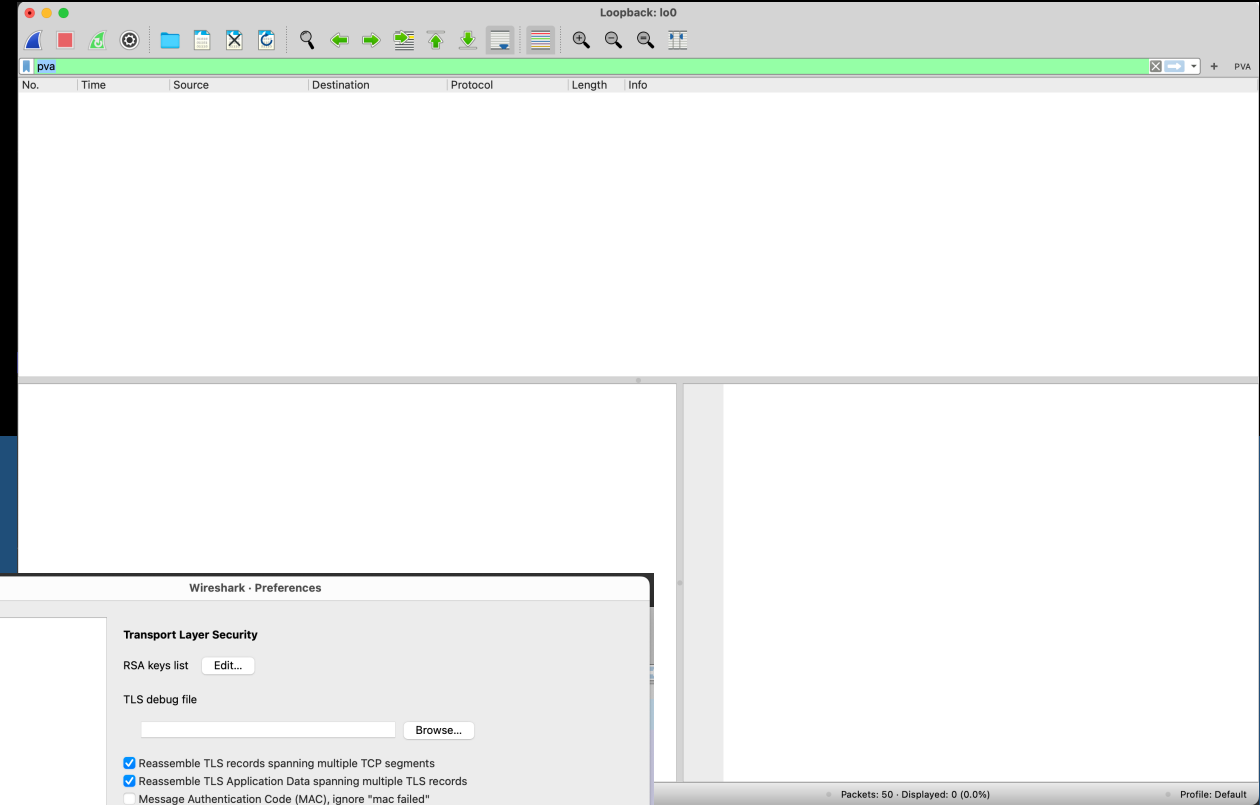 Loopback: lo0
pva
PVA
No. Time Source Destination Protocol Length Info
Wireshark · Preferences
Transport Layer Security
RSA keys list Edit...
TLS debug file
Browse...
Reassemble TLS records spanning multiple TCP segments
Reassemble TLS Application Data spanning multiple TLS records
Message Authentication Code (MAC), ignore "mac failed"
Packets: 50 · Displayed: 0 (0.0%)
Profile: Default